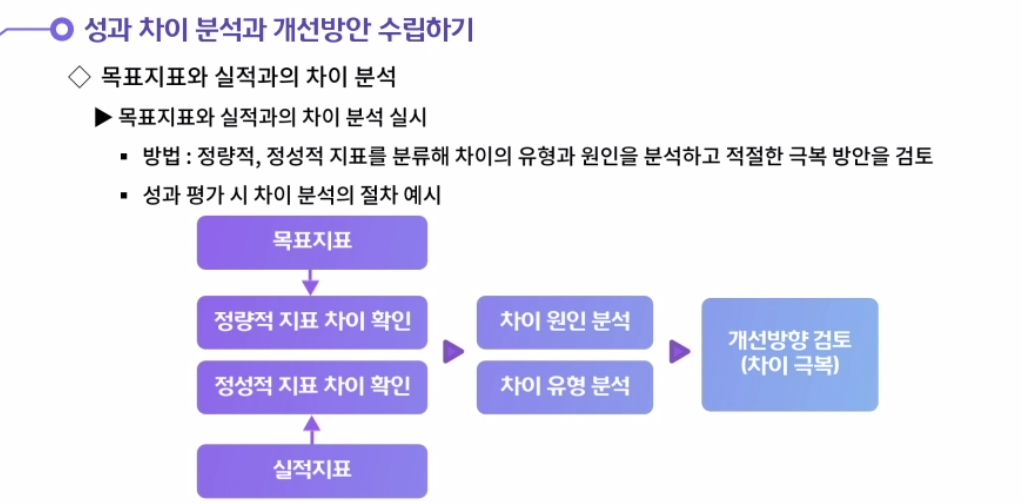 성과 차이 분석과 개선방안 수립하기
◇ 목표지표와 실적과의 차이 분석
▶ 목표지표와 실적과의 차이 분석 실시
▪ 방법 : 정량적, 정성적 지표를 분류해 차이의 유형과 원인을 분석하고 적절한 극복 방안을 검토
▪ 성과 평가 시 차이 분석의 절차 예시
목표지표
정량적 지표 차이 확인
정성적 지표 차이 확인
실적지표
차이 원인 분석
차이 유형 분석
개선방향 검토
(차이 극복)